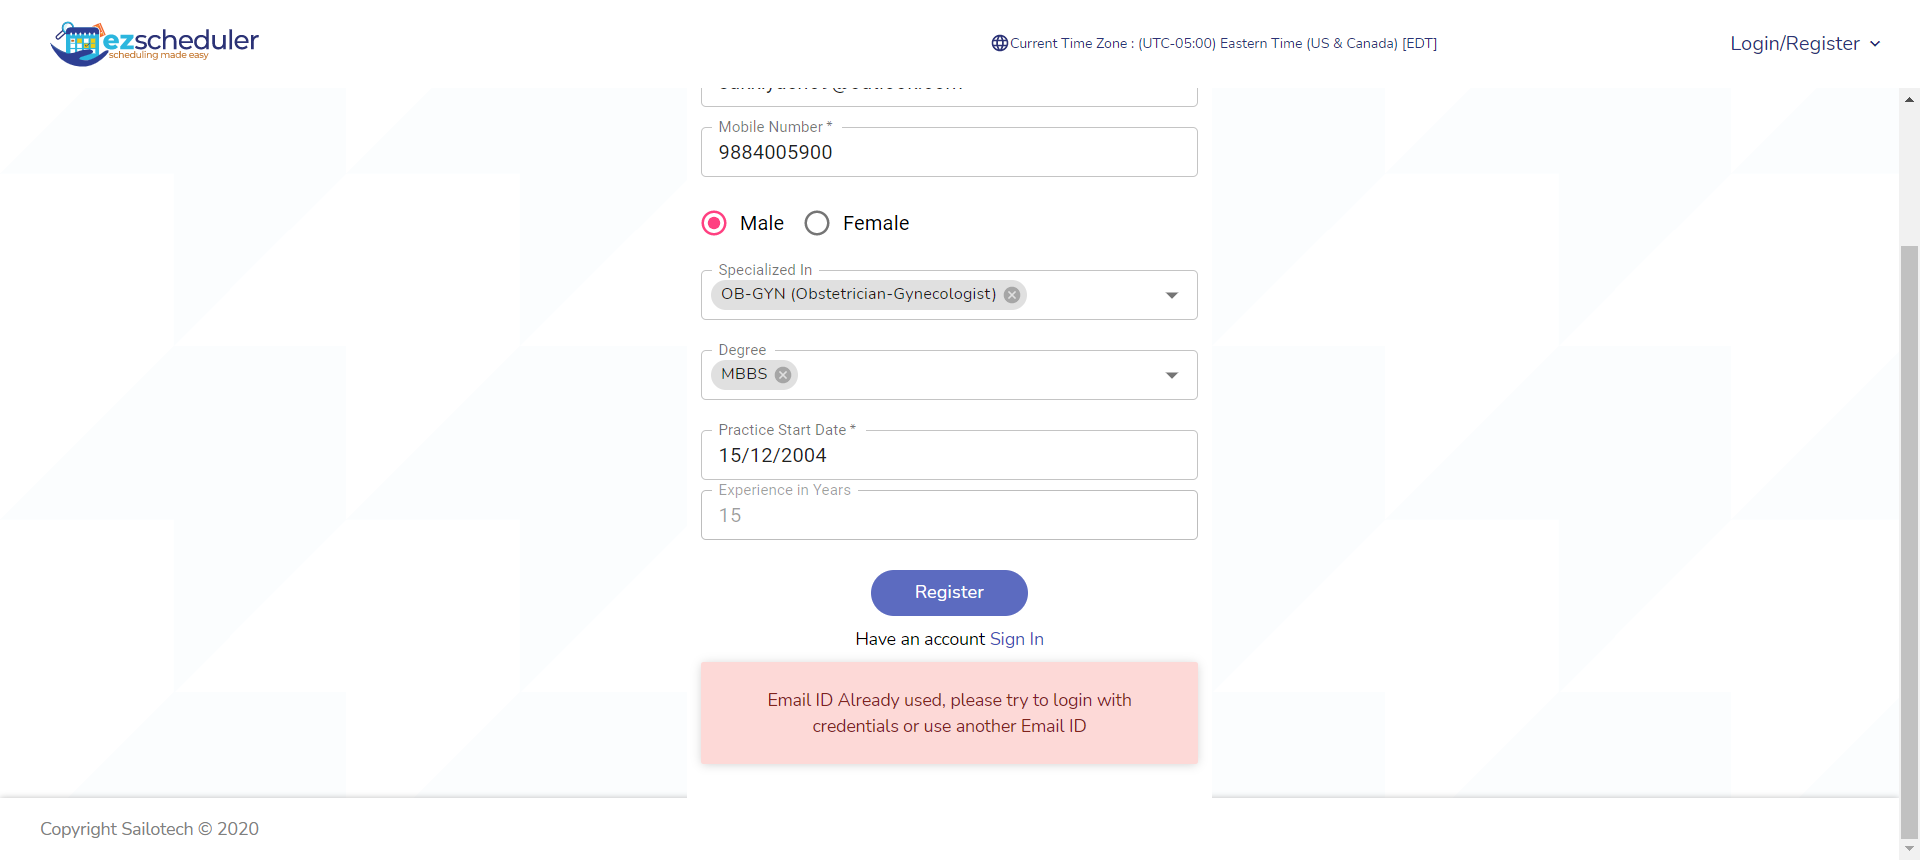 ezscheduler
scheduling made easy
Current Time Zone : (UTC-05:00) Eastern Time (US & Canada) [EDT]
Login/Register
Mobile Number *
9884005900
Male
Female
Specialized In
OB-GYN (Obstetrician-Gynecologist)
Degree
MBBS
Practice Start Date *
15/12/2004
Experience in Years
15
Register
Have an account Sign In
Email ID Already used, please try to login with
credentials or use another Email ID
Copyright Sailotech © 2020